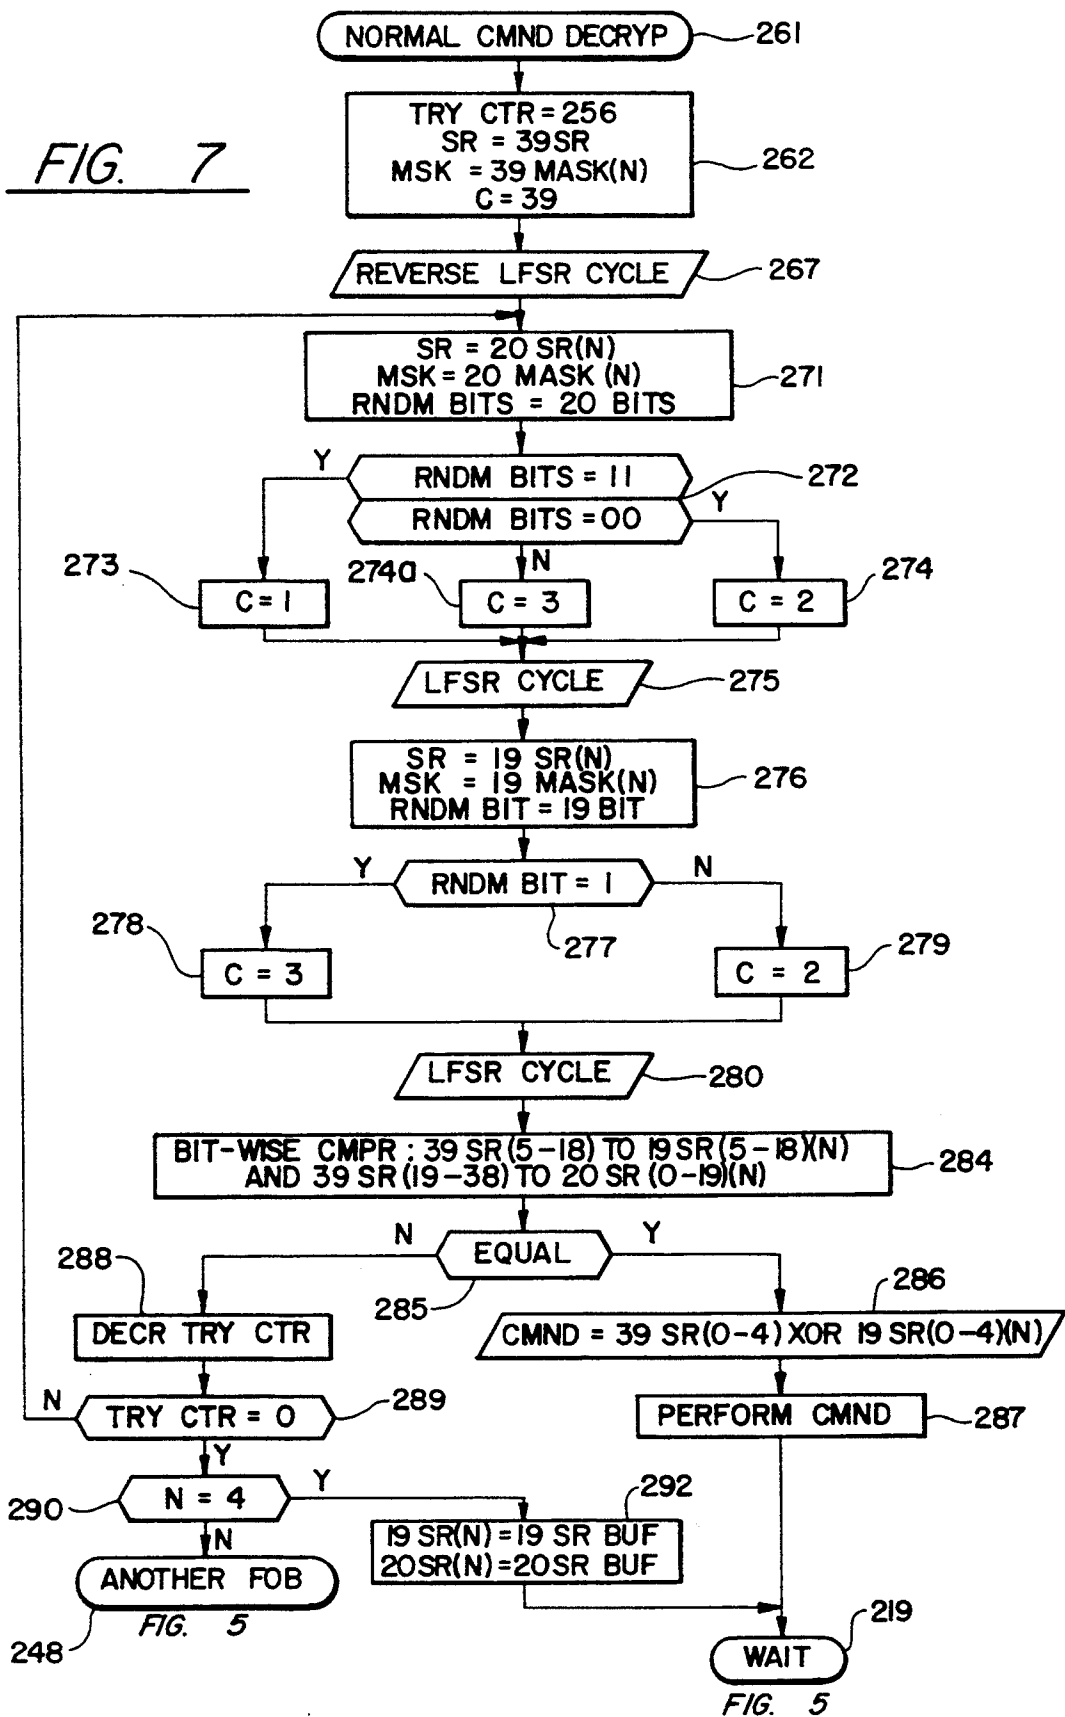 NORMAL CMND DECRYP
261
FIG. 7
TRY CTR = 256
SR = 39SR
MSK = 39 MASK(N)
C = 39
262
REVERSE LFSR CYCLE
267
SR = 20 SR(N)
MSK = 20 MASK (N)
RNDM BITS = 20 BITS
271
Y
RNDM BITS = 11
272
RNDM BITS = 00
Y
N
273
C = 1
274a
C = 3
274
C = 2
LFSR CYCLE
275
SR = 19 SR(N)
MSK = 19 MASK(N)
RNDM BIT = 19 BIT
276
Y
RNDM BIT = 1
N
277
278
C = 3
279
C = 2
LFSR CYCLE
280
BIT-WISE CMPR : 39 SR(5-18) TO 19 SR(5-18)(N)
AND 39 SR (19-38) TO 20 SR (0-19)(N)
284
N
EQUAL
Y
285
288
DECR TRY CTR
286
CMND = 39 SR(0-4) XOR 19 SR(0-4)(N)
N
TRY CTR = 0
289
PERFORM CMND
287
Y
290
N = 4
Y
N
292
19 SR(N) = 19 SR BUF
20SR(N) = 20SR BUF
ANOTHER FOB
FIG. 5
248
219
WAIT
FIG. 5